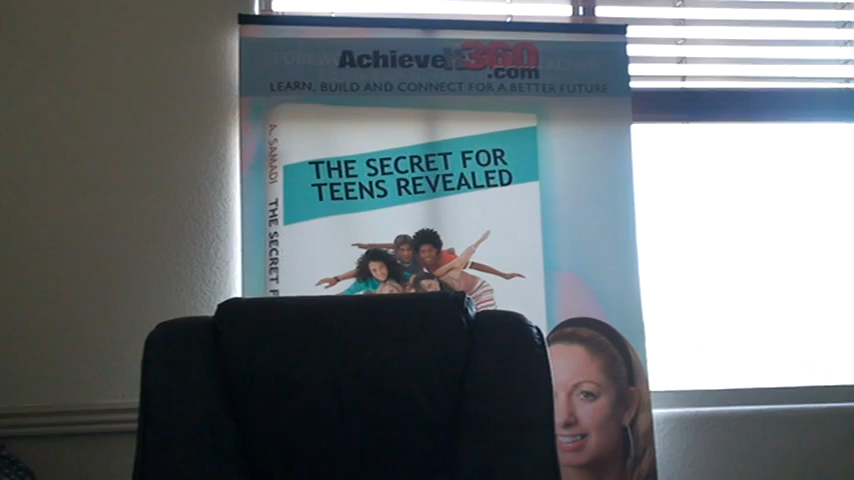 AchieveIt360
.com
LEARN, BUILD AND CONNECT FOR A BETTER FUTURE
THE SECRET FOR
TEENS REVEALED
A. SAMADI THE SECRET F